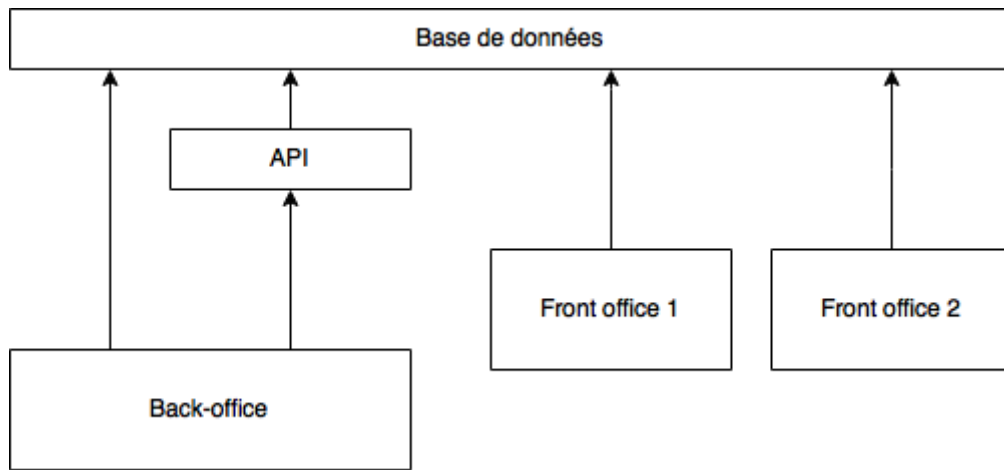 Base de données
API
Front office 1
Front office 2
Back-office